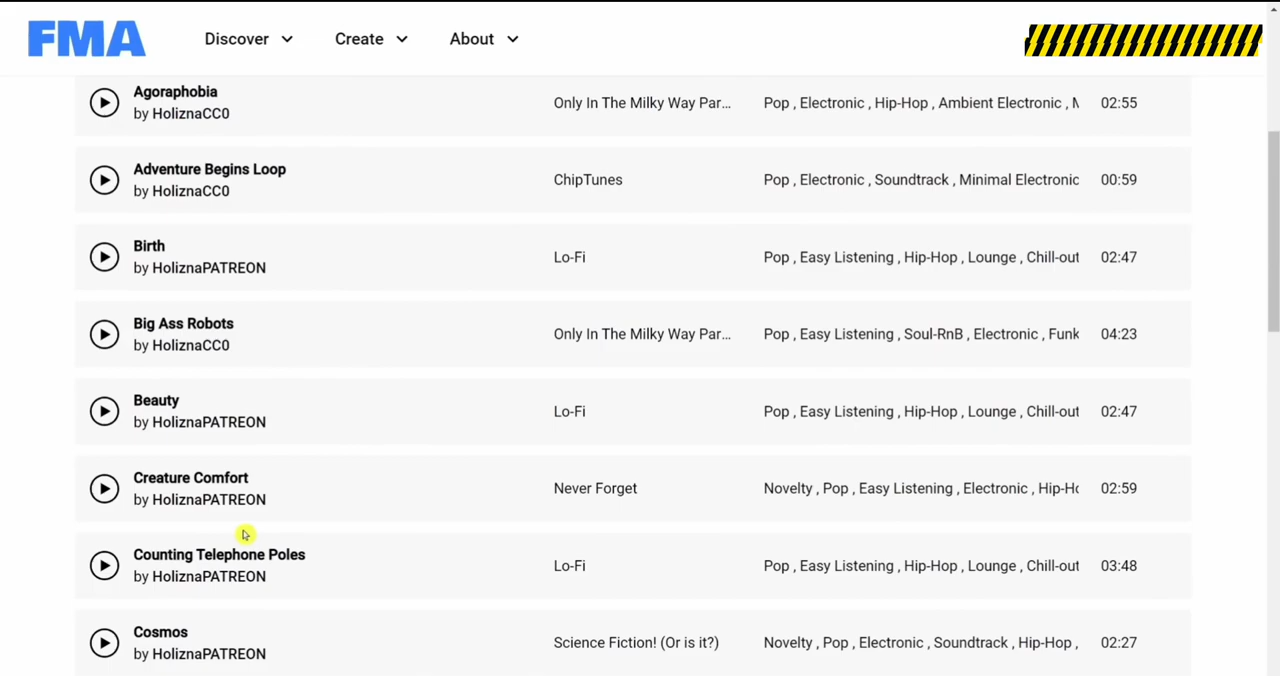 FMA Discover Create About
Agoraphobia
by HoliznaCC0
Only In The Milky Way Par...
Pop , Electronic , Hip-Hop , Ambient Electronic ,
02:55
Adventure Begins Loop
by HoliznaCC0
ChipTunes
Pop , Electronic , Soundtrack , Minimal Electronic
00:59
Birth
by HoliznaPATREON
Lo-Fi
Pop , Easy Listening , Hip-Hop , Lounge , Chill-out
02:47
Big Ass Robots
by HoliznaCC0
Only In The Milky Way Par...
Pop , Easy Listening , Soul-RnB , Electronic , Funk
04:23
Beauty
by HoliznaPATREON
Lo-Fi
Pop , Easy Listening , Hip-Hop , Lounge , Chill-out
02:47
Creature Comfort
by HoliznaPATREON
Never Forget
Novelty , Pop , Easy Listening , Electronic ,
02:59
Counting Telephone Poles
by HoliznaPATREON
Lo-Fi
Pop , Easy Listening , Hip-Hop , Lounge , Chill-out
03:48
Cosmos
by HoliznaPATREON
Science Fiction! (Or is it?)
Novelty , Pop , Electronic , Soundtrack , Hip-Hop ,
02:27